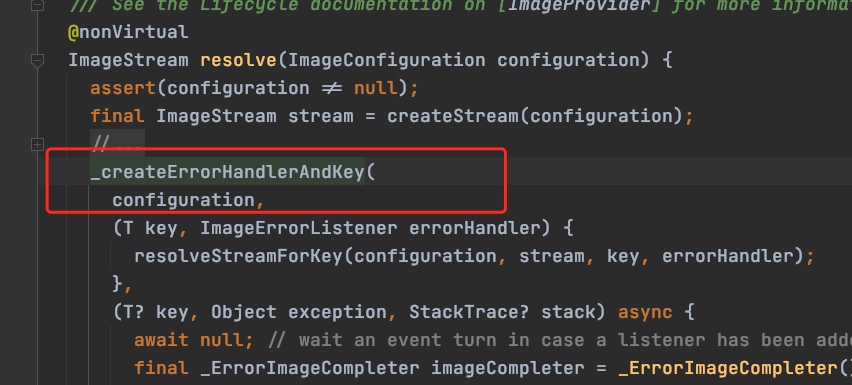 /// See the Lifecycle documentation on [ImageProvider] for more informa
@nonVirtual
ImageStream resolve(ImageConfiguration configuration) {
assert(configuration ≠ null);
final ImageStream stream = createStream(configuration);
//...
_createErrorHandlerAndKey(
configuration,
(T key, ImageErrorListener errorHandler) {
resolveStreamForKey(configuration, stream, key, errorHandler);
},
(T? key, Object exception, StackTrace? stack) async {
await null; // wait an event turn in case a listener has been adde
final _ErrorImageCompleter imageCompleter = _ErrorImageCompleter()